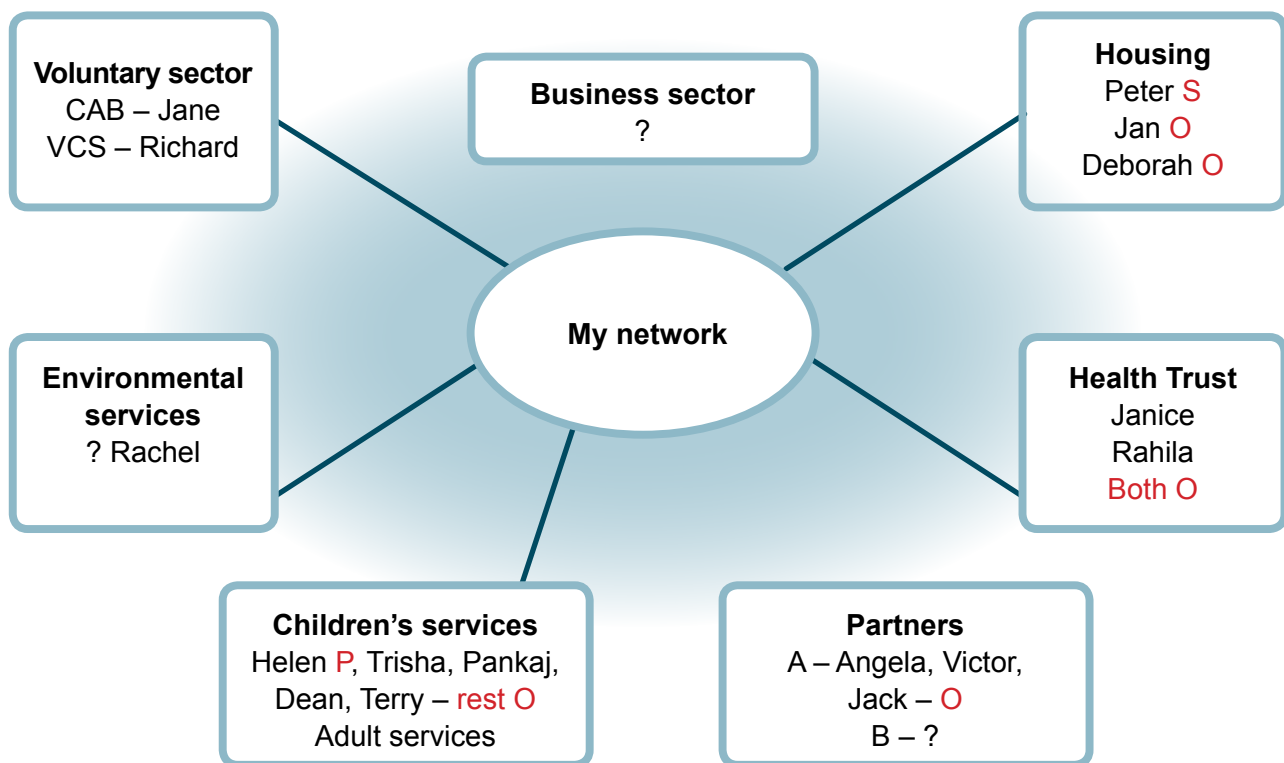 Voluntary sector
CAB – Jane
VCS – Richard
Business sector
?
Housing
Peter S
Jan O
Deborah O
My network
Environmental
services
? Rachel
Health Trust
Janice
Rahila
Both O
Children's services
Helen P, Trisha, Pankaj,
Dean, Terry – rest O
Adult services
Partners
A – Angela, Victor,
Jack – O
B – ?